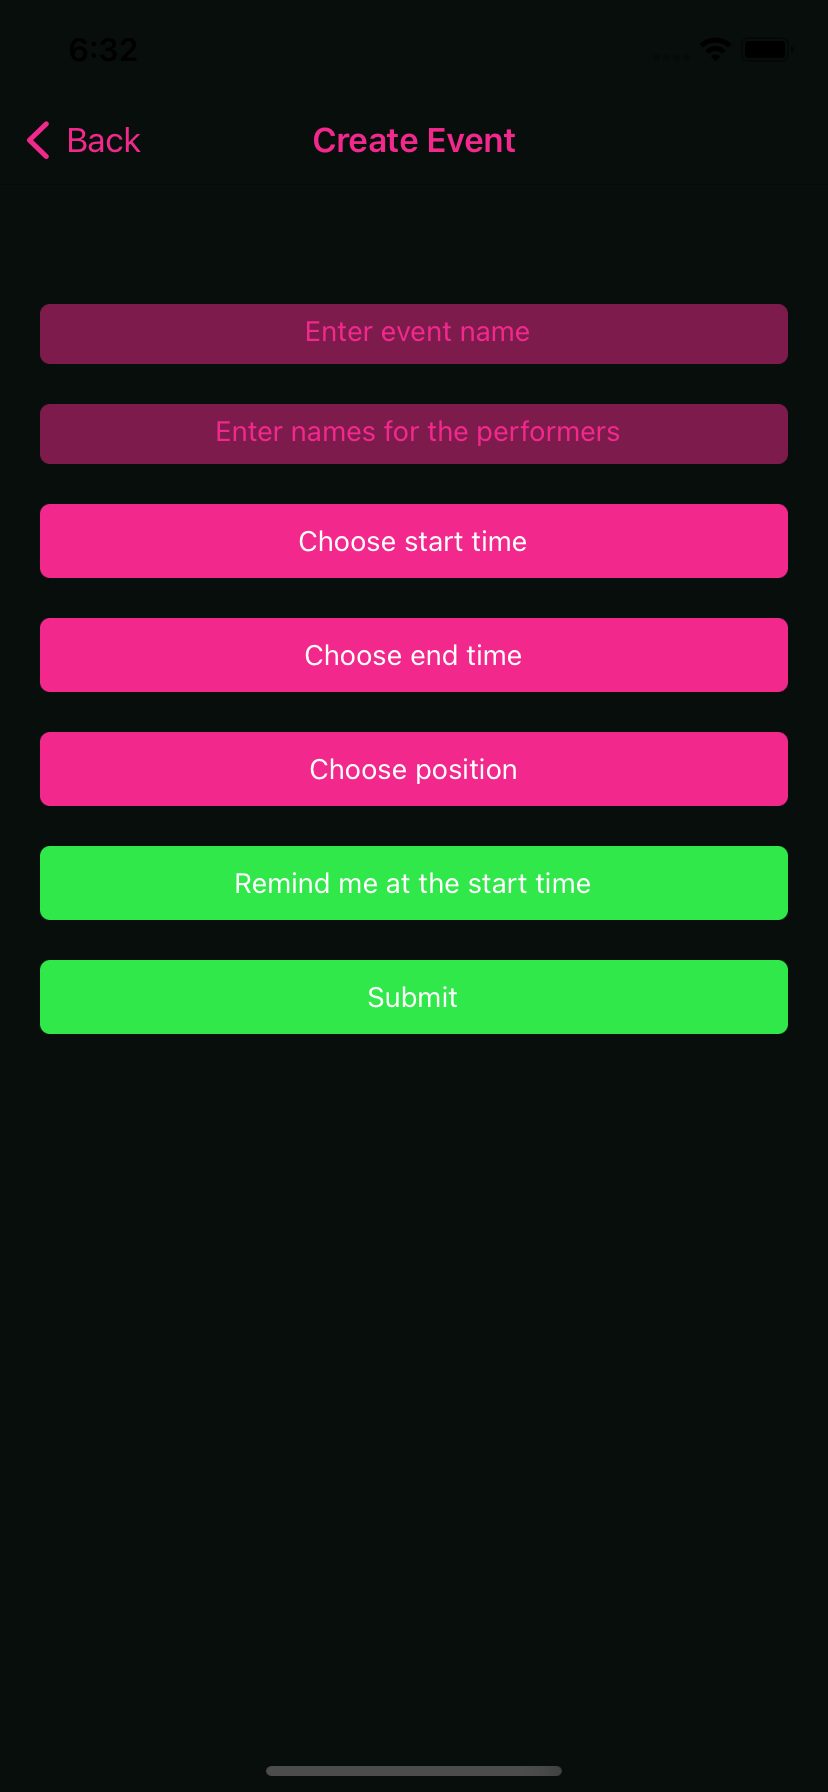 6:32
Back
Create Event
Enter event name
Enter names for the performers
Choose start time
Choose end time
Choose position
Remind me at the start time
Submit